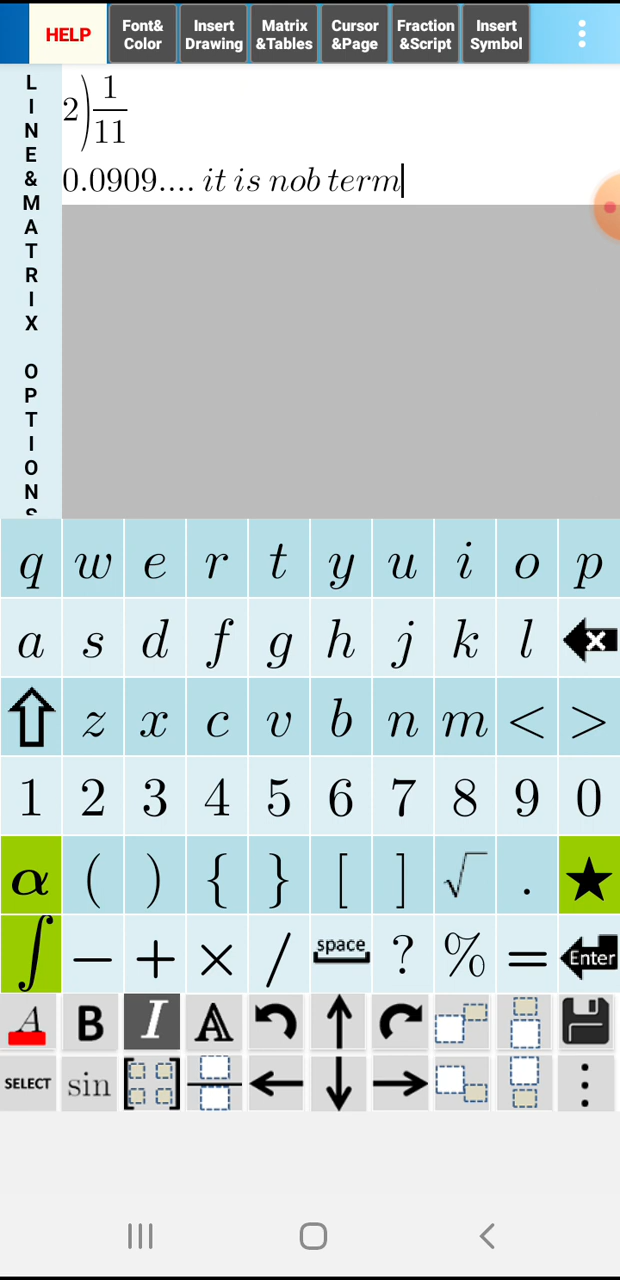 HELP
Font& Color
Insert Drawing
Matrix &Tables
Cursor &Page
Fraction &Script
Insert Symbol
LINE&MATRIX OPTIONS
2) 1/11
0.0909.... it is nob term
q w e r t y u i o p
a s d f g h j k l
z x c v b n m < >
1 2 3 4 5 6 7 8 9 0
α ( ) { } [ ] √ . ★
∫ − + × / space ? % = Enter
A B I A
SELECT sin